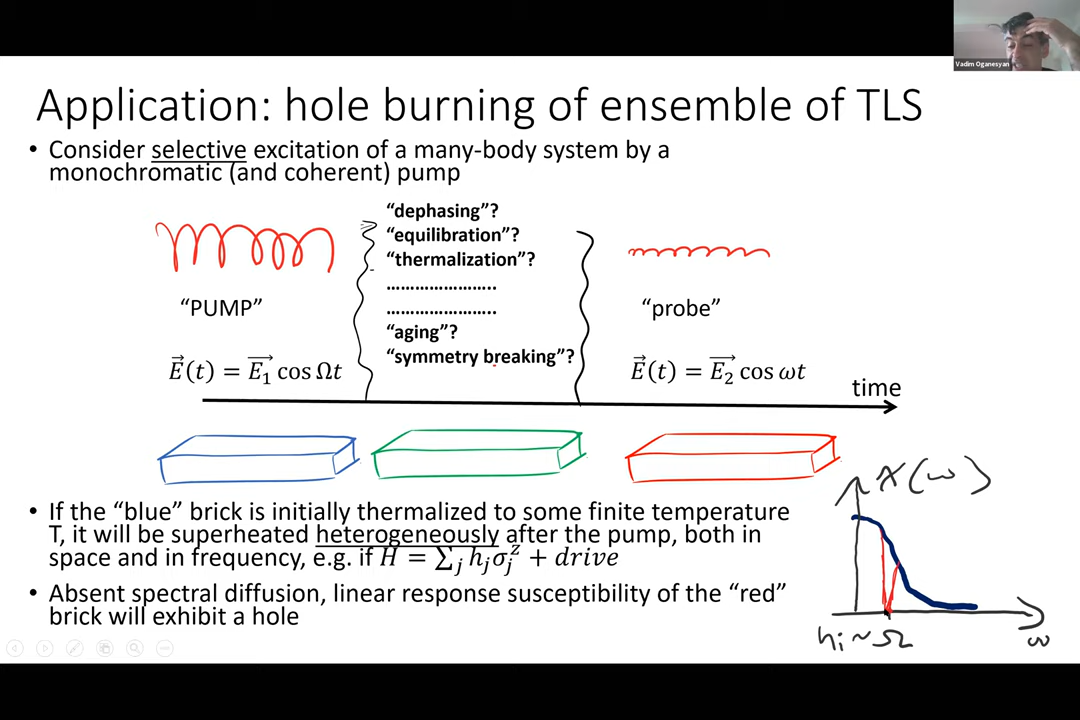 Vadim Oganesyan
Application: hole burning of ensemble of TLS
• Consider selective excitation of a many-body system by a
monochromatic (and coherent) pump
“dephasing”?
“equilibration”?
“thermalization”?
……………………..
……………………..
“aging”?
“symmetry breaking”?
“PUMP”
“probe”
E⃗(t) = E₁⃗ cos Ωt
E⃗(t) = E₂⃗ cos ωt
time
• If the “blue” brick is initially thermalized to some finite temperature
T, it will be superheated heterogeneously after the pump, both in
space and in frequency, e.g. if H = ∑ⱼ hⱼσⱼᶻ + drive
• Absent spectral diffusion, linear response susceptibility of the “red”
brick will exhibit a hole
χ(ω)
hᵢ ~ Ω
ω